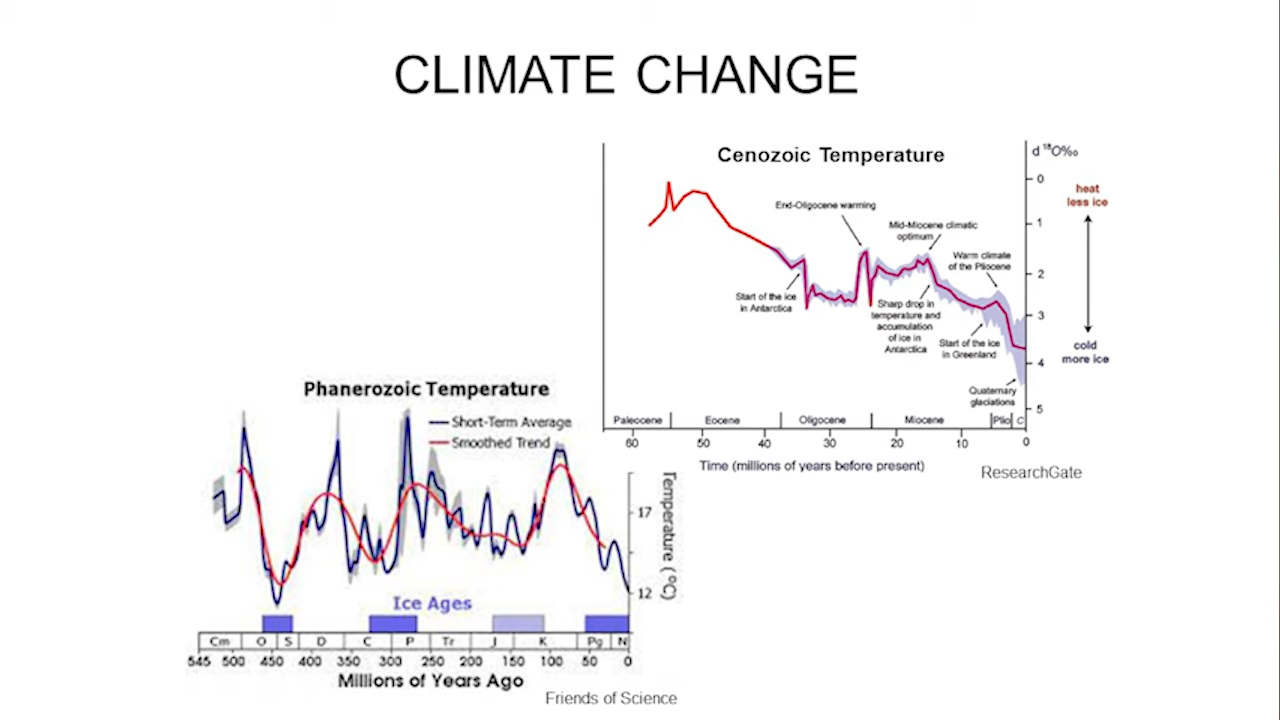 CLIMATE CHANGE
Cenozoic Temperature
d ¹⁸O‰
0
1
2
3
4
5
heat
less ice
cold
more ice
End-Oligocene warming
Mid-Miocene climatic
optimum
Warm climate
of the Pliocene
Start of the ice
in Antarctica
Sharp drop in
temperature and
accumulation
of ice in
Antarctica
Start of the ice
in Greenland
Quaternary
glaciations
Paleocene Eocene Oligocene Miocene Plio C
60 50 40 30 20 10 0
Time (millions of years before present)
ResearchGate
Phanerozoic Temperature
Short-Term Average
Smoothed Trend
17
12
Temperature (°C)
Ice Ages
Cm O S D C P Tr J K Pg N
545 500 450 400 350 300 250 200 150 100 50 0
Millions of Years Ago
Friends of Science